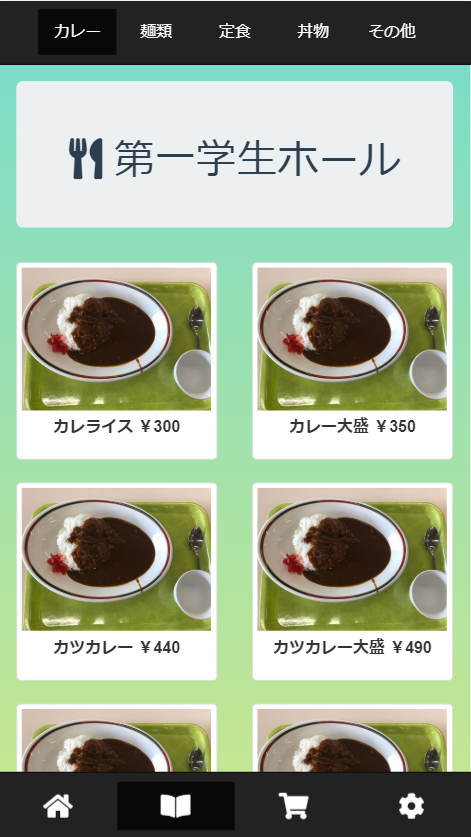 カレー 麺類 定食 丼物 その他
第一学生ホール
カレライス ￥300
カレー大盛 ￥350
カツカレー ￥440
カツカレー大盛 ￥490